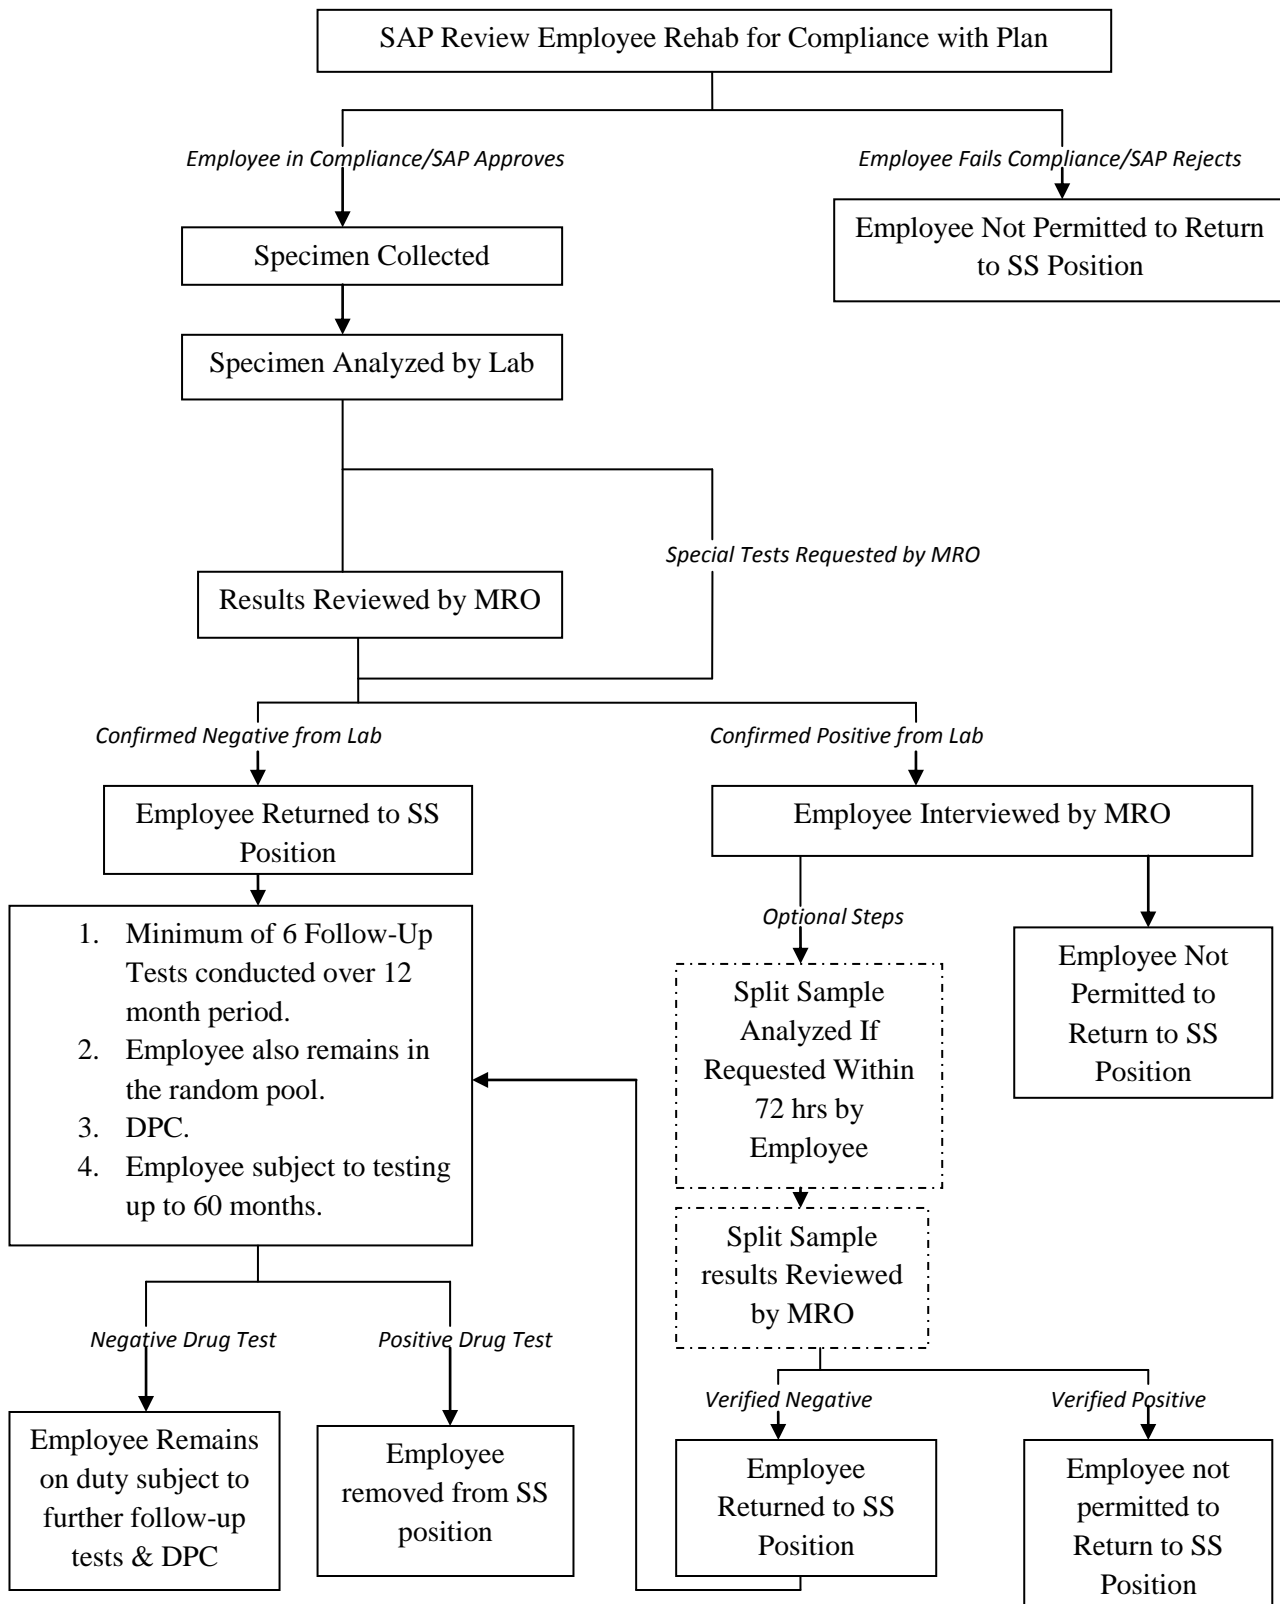 SAP Review Employee Rehab for Compliance with Plan
Employee in Compliance/SAP Approves
Employee Fails Compliance/SAP Rejects
Specimen Collected
Employee Not Permitted to Return
to SS Position
Specimen Analyzed by Lab
Special Tests Requested by MRO
Results Reviewed by MRO
Confirmed Negative from Lab
Confirmed Positive from Lab
Employee Returned to SS
Position
Employee Interviewed by MRO
1. Minimum of 6 Follow-Up
Tests conducted over 12
month period.
2. Employee also remains in
the random pool.
3. DPC.
4. Employee subject to testing
up to 60 months.
Optional Steps
Split Sample
Analyzed If
Requested Within
72 hrs by
Employee
Employee Not
Permitted to
Return to SS
Position
Split Sample
results Reviewed
by MRO
Negative Drug Test
Positive Drug Test
Verified Negative
Verified Positive
Employee Remains
on duty subject to
further follow-up
tests & DPC
Employee
removed from SS
position
Employee
Returned to SS
Position
Employee not
permitted to
Return to SS
Position